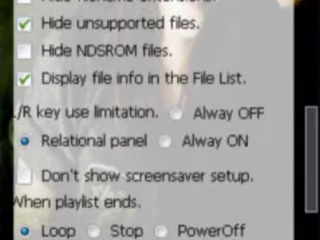 Hide unsupported files.
Hide NDSROM files.
Display file info in the File List.
/R key use limitation. Alway OFF
Relational panel Alway ON
Don't show screensaver setup.
When playlist ends.
Loop Stop PowerOff